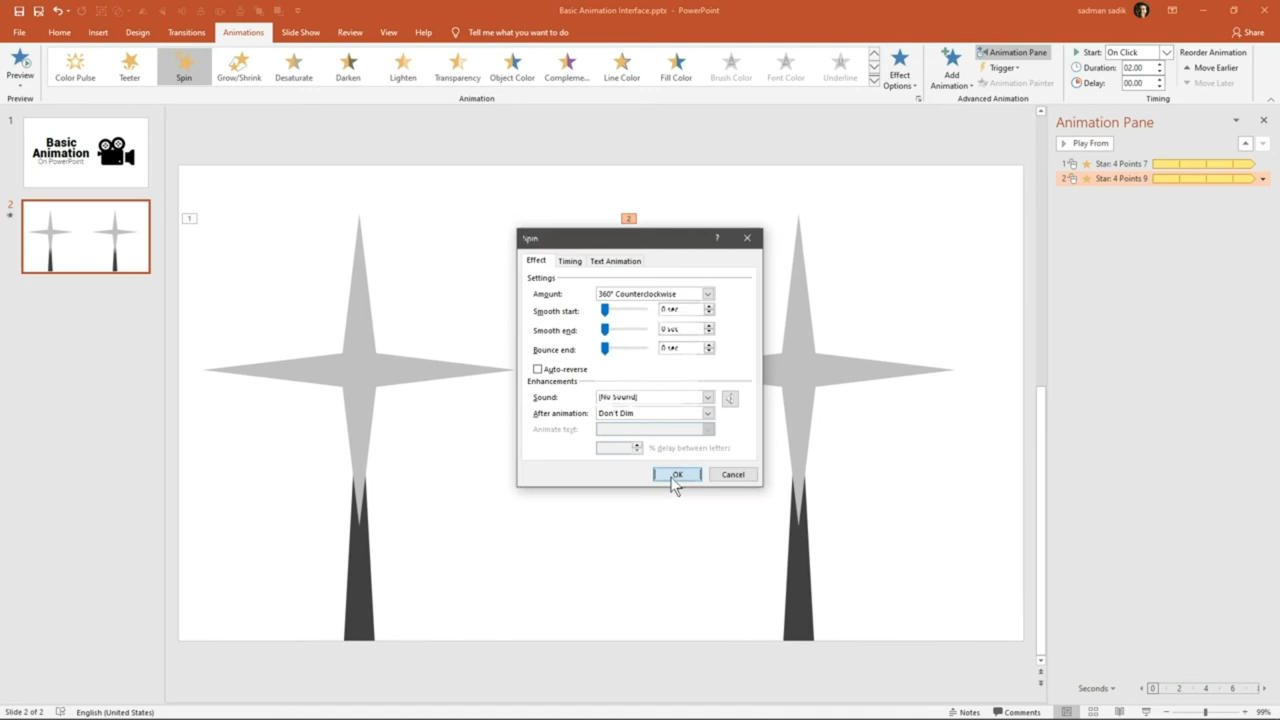 Basic Animation Interface.pptx - PowerPoint
sadman sadik
File Home Insert Design Transitions Animations Slide Show Review View Help Tell me what you want to do
Share
Preview
Color Pulse Teeter Spin Grow/Shrink Desaturate Darken Lighten Transparency Object Color Compleme... Line Color Fill Color Brush Color Font Color Underline
Effect
Options
Add
Animation
Animation Pane
Trigger
Animation Painter
Start: On Click
Duration: 02.00
Delay: 00.00
Reorder Animation
Move Earlier
Move Later
Preview Animation Advanced Animation Timing
1
Basic
Animation
On PowerPoint
2
1
2
Spin
?
Effect Timing Text Animation
Settings
Amount: 360° Counterclockwise
Smooth start: 0 sec
Smooth end: 0 sec
Bounce end: 0 sec
Auto-reverse
Enhancements
Sound: [No Sound]
After animation: Don't Dim
Animate text:
% delay between letters
OK Cancel
Animation Pane
Play From
1 Star: 4 Points 7
2 Star: 4 Points 9
Seconds 0 2 4 6
Slide 2 of 2 English (United States) Notes Comments 99%